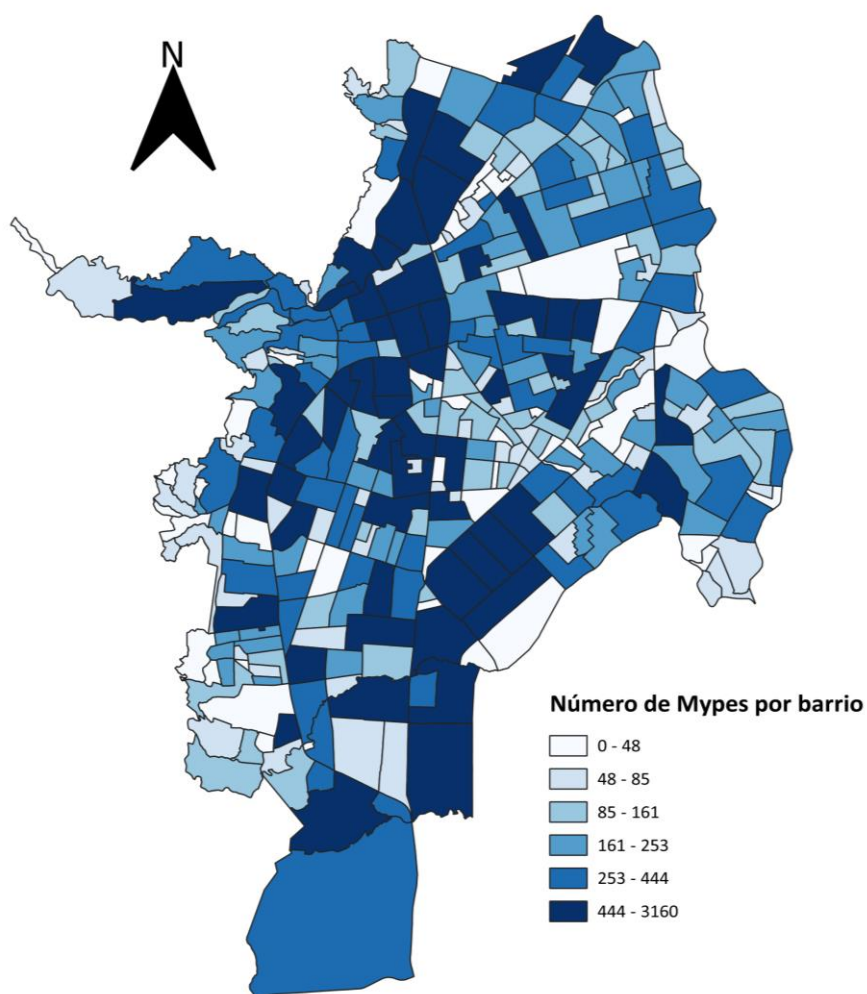 N
Número de Mypes por barrio
0 - 48
48 - 85
85 - 161
161 - 253
253 - 444
444 - 3160